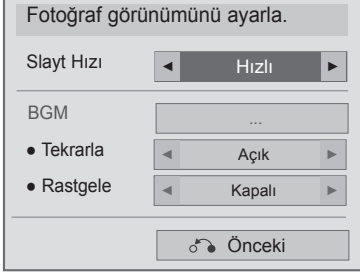 Fotoğraf görünümünü ayarla.
Slayt Hızı ◄ Hızlı ►
BGM ...
● Tekrarla ◄ Açık ►
● Rastgele ◄ Kapalı ►
Önceki